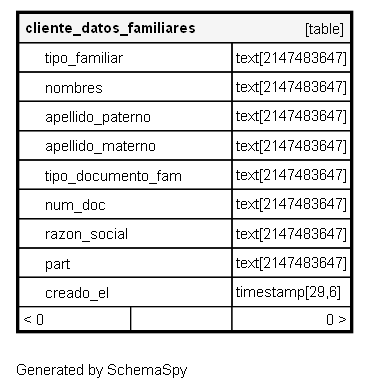 cliente_datos_familiares [table]
tipo_familiar text[2147483647]
nombres text[2147483647]
apellido_paterno text[2147483647]
apellido_materno text[2147483647]
tipo_documento_fam text[2147483647]
num_doc text[2147483647]
razon_social text[2147483647]
part text[2147483647]
creado_el timestamp[29,6]
< 0 0 >
Generated by SchemaSpy